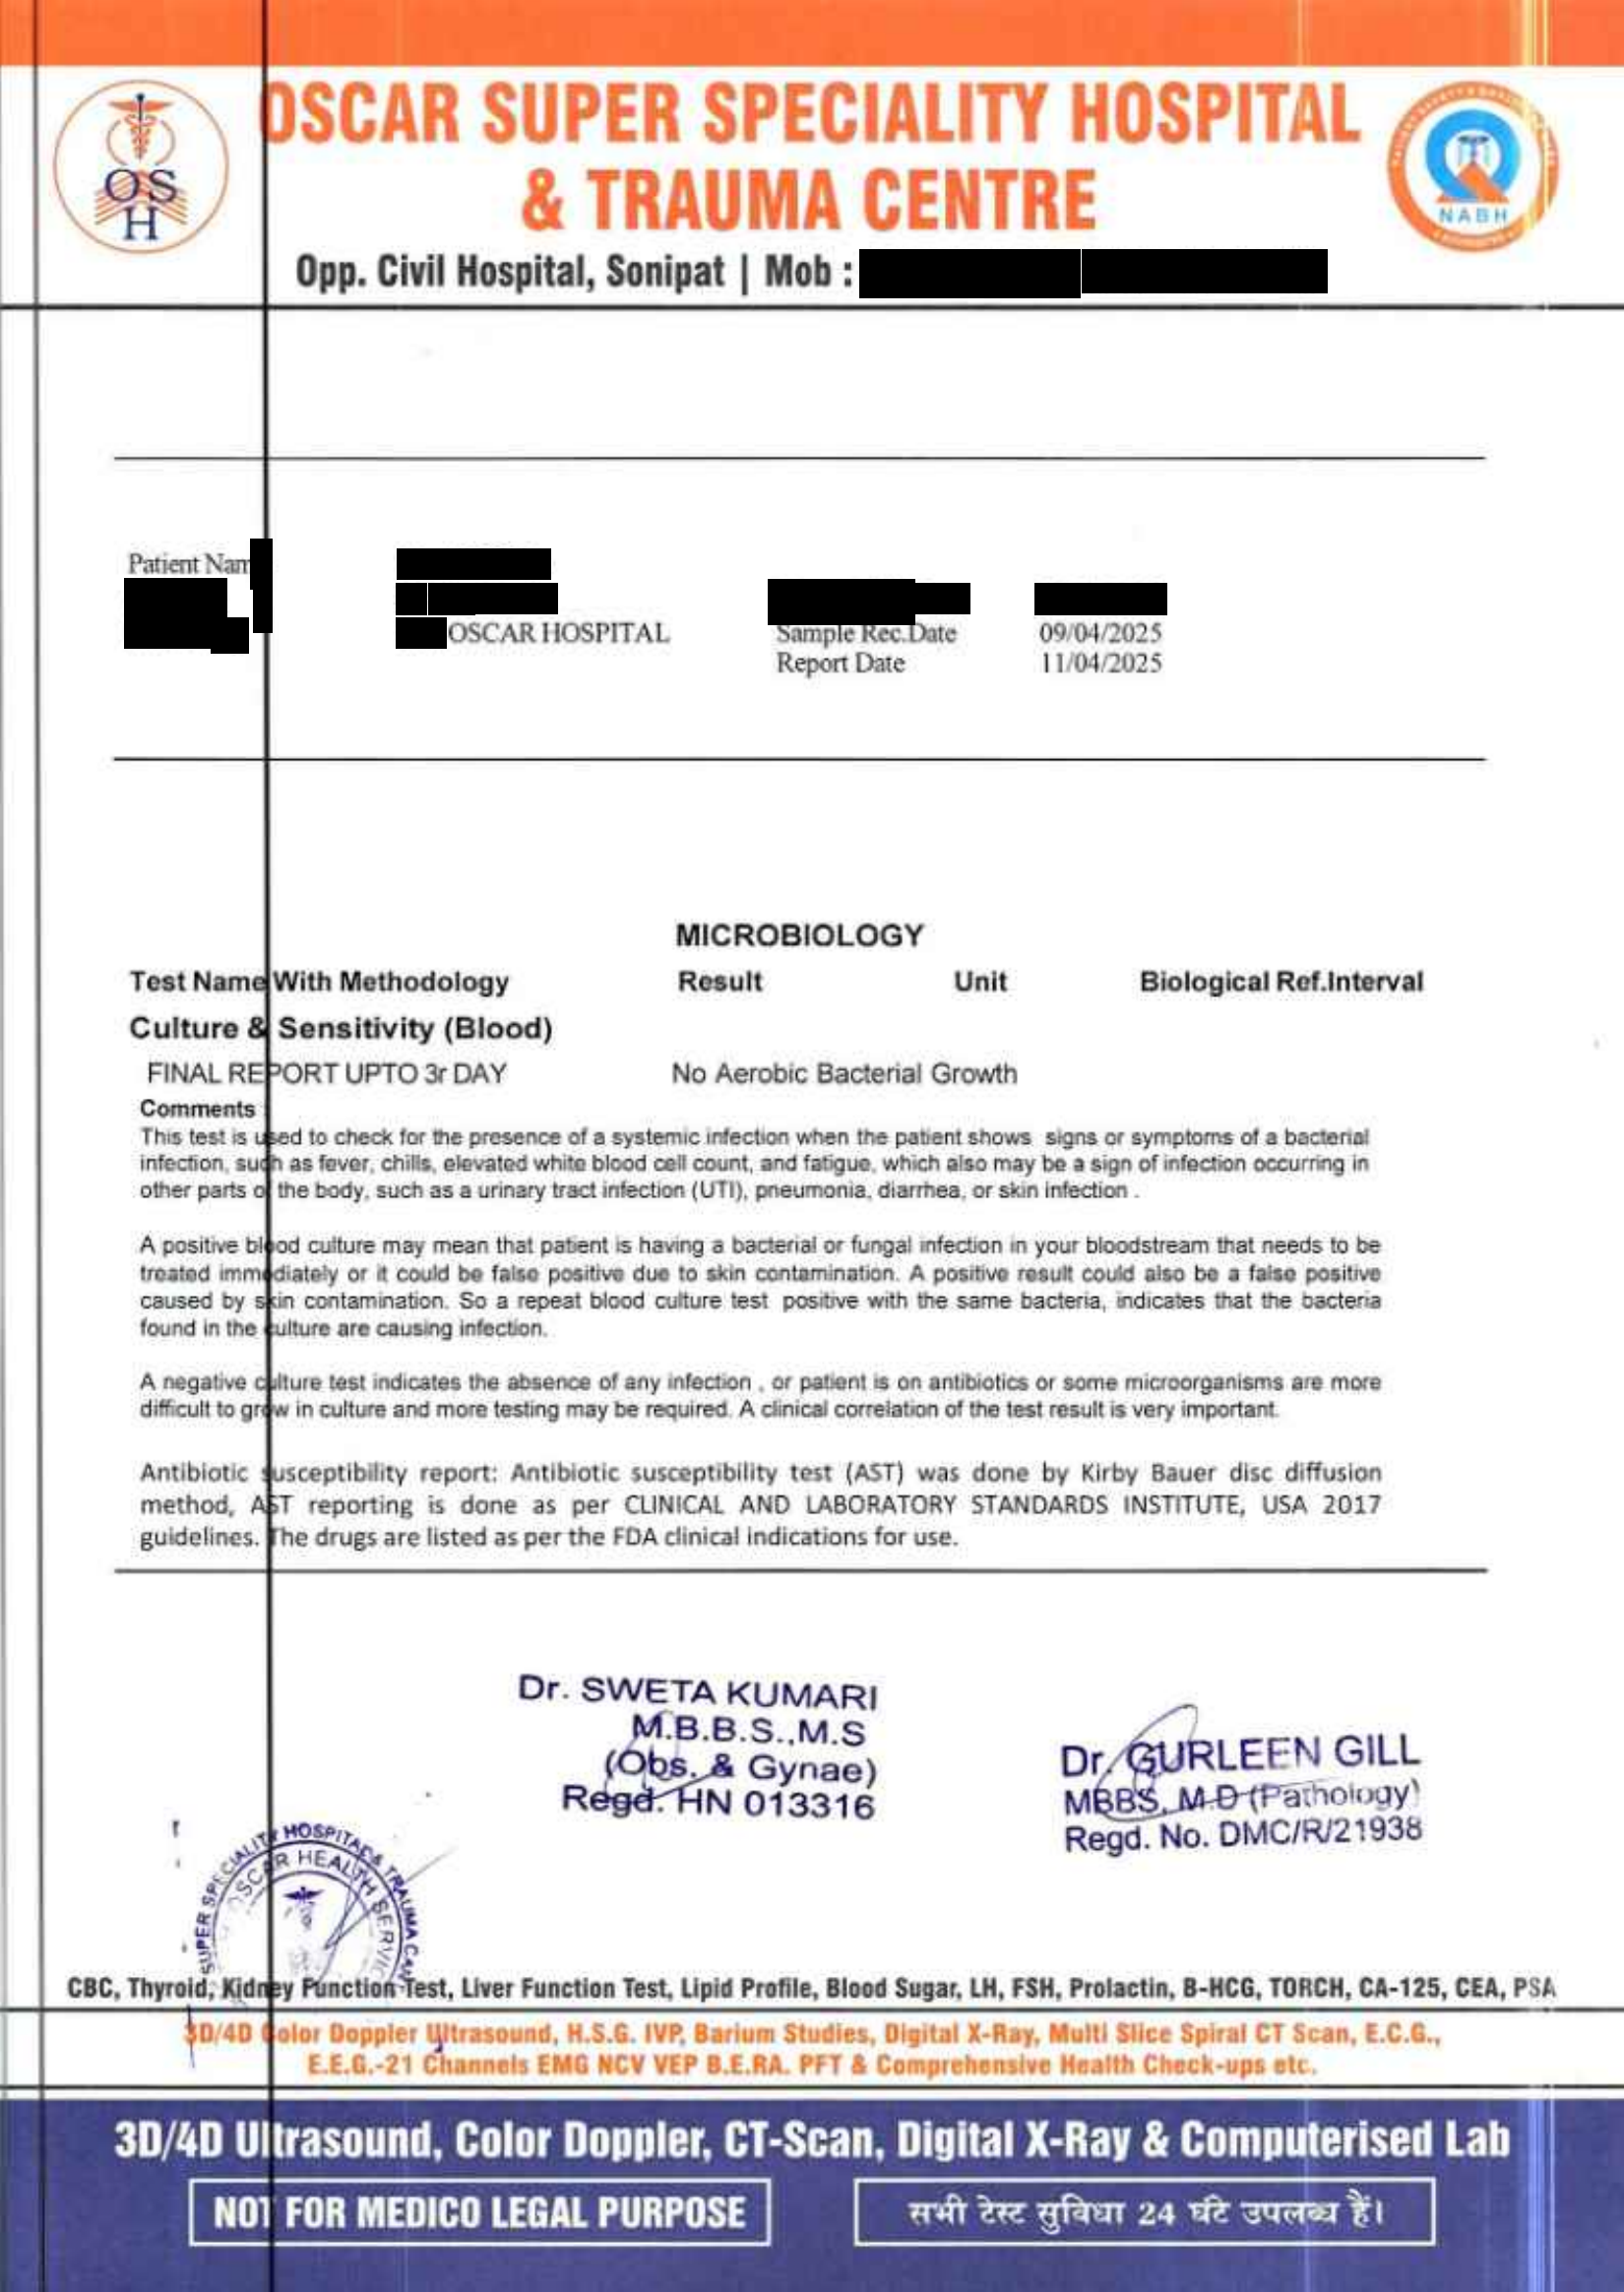 OSCAR SUPER SPECIALITY HOSPITAL
& TRAUMA CENTRE
OS
H
NABH
Opp. Civil Hospital, Sonipat | Mob :
Patient Nam
OSCAR HOSPITAL Sample Rec.Date 09/04/2025
Report Date 11/04/2025
MICROBIOLOGY
Test Name With Methodology Result Unit Biological Ref.Interval
Culture & Sensitivity (Blood)
FINAL REPORT UPTO 3r DAY No Aerobic Bacterial Growth
Comments
This test is used to check for the presence of a systemic infection when the patient shows signs or symptoms of a bacterial
infection, such as fever, chills, elevated white blood cell count, and fatigue, which also may be a sign of infection occurring in
other parts of the body, such as a urinary tract infection (UTI), pneumonia, diarrhea, or skin infection .
A positive blood culture may mean that patient is having a bacterial or fungal infection in your bloodstream that needs to be
treated immediately or it could be false positive due to skin contamination. A positive result could also be a false positive
caused by skin contamination. So a repeat blood culture test positive with the same bacteria, indicates that the bacteria
found in the culture are causing infection.
A negative culture test indicates the absence of any infection , or patient is on antibiotics or some microorganisms are more
difficult to grow in culture and more testing may be required. A clinical correlation of the test result is very important.
Antibiotic susceptibility report: Antibiotic susceptibility test (AST) was done by Kirby Bauer disc diffusion
method, AST reporting is done as per CLINICAL AND LABORATORY STANDARDS INSTITUTE, USA 2017
guidelines. The drugs are listed as per the FDA clinical indications for use.
Dr. SWETA KUMARI
M.B.B.S.,M.S
(Obs. & Gynae)
Regd. HN 013316
Dr. GURLEEN GILL
MBBS, M.D (Pathology)
Regd. No. DMC/R/21938
SUPER SPECIALITY HOSPITAL & TRAUMA
OSCAR HEALTH
CBC, Thyroid, Kidney Function Test, Liver Function Test, Lipid Profile, Blood Sugar, LH, FSH, Prolactin, B-HCG, TORCH, CA-125, CEA, PSA
3D/4D Color Doppler Ultrasound, H.S.G. IVP, Barium Studies, Digital X-Ray, Multi Slice Spiral CT Scan, E.C.G.,
E.E.G.-21 Channels EMG NCV VEP B.E.RA. PFT & Comprehensive Health Check-ups etc.
3D/4D Ultrasound, Color Doppler, CT-Scan, Digital X-Ray & Computerised Lab
NOT FOR MEDICO LEGAL PURPOSE
सभी टेस्ट सुविधा 24 घंटे उपलब्ध हैं।